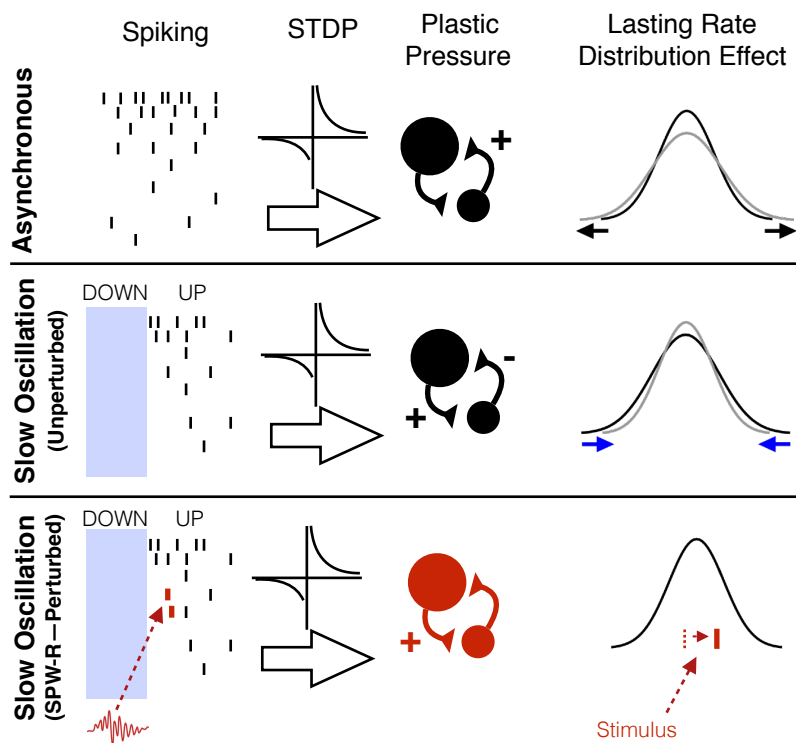 Spiking
STDP
Plastic
Pressure
Lasting Rate
Distribution Effect
Asynchronous
+
Slow Oscillation
(Unperturbed)
DOWN UP
+
-
Slow Oscillation
(SPW-R—Perturbed)
DOWN UP
+
Stimulus